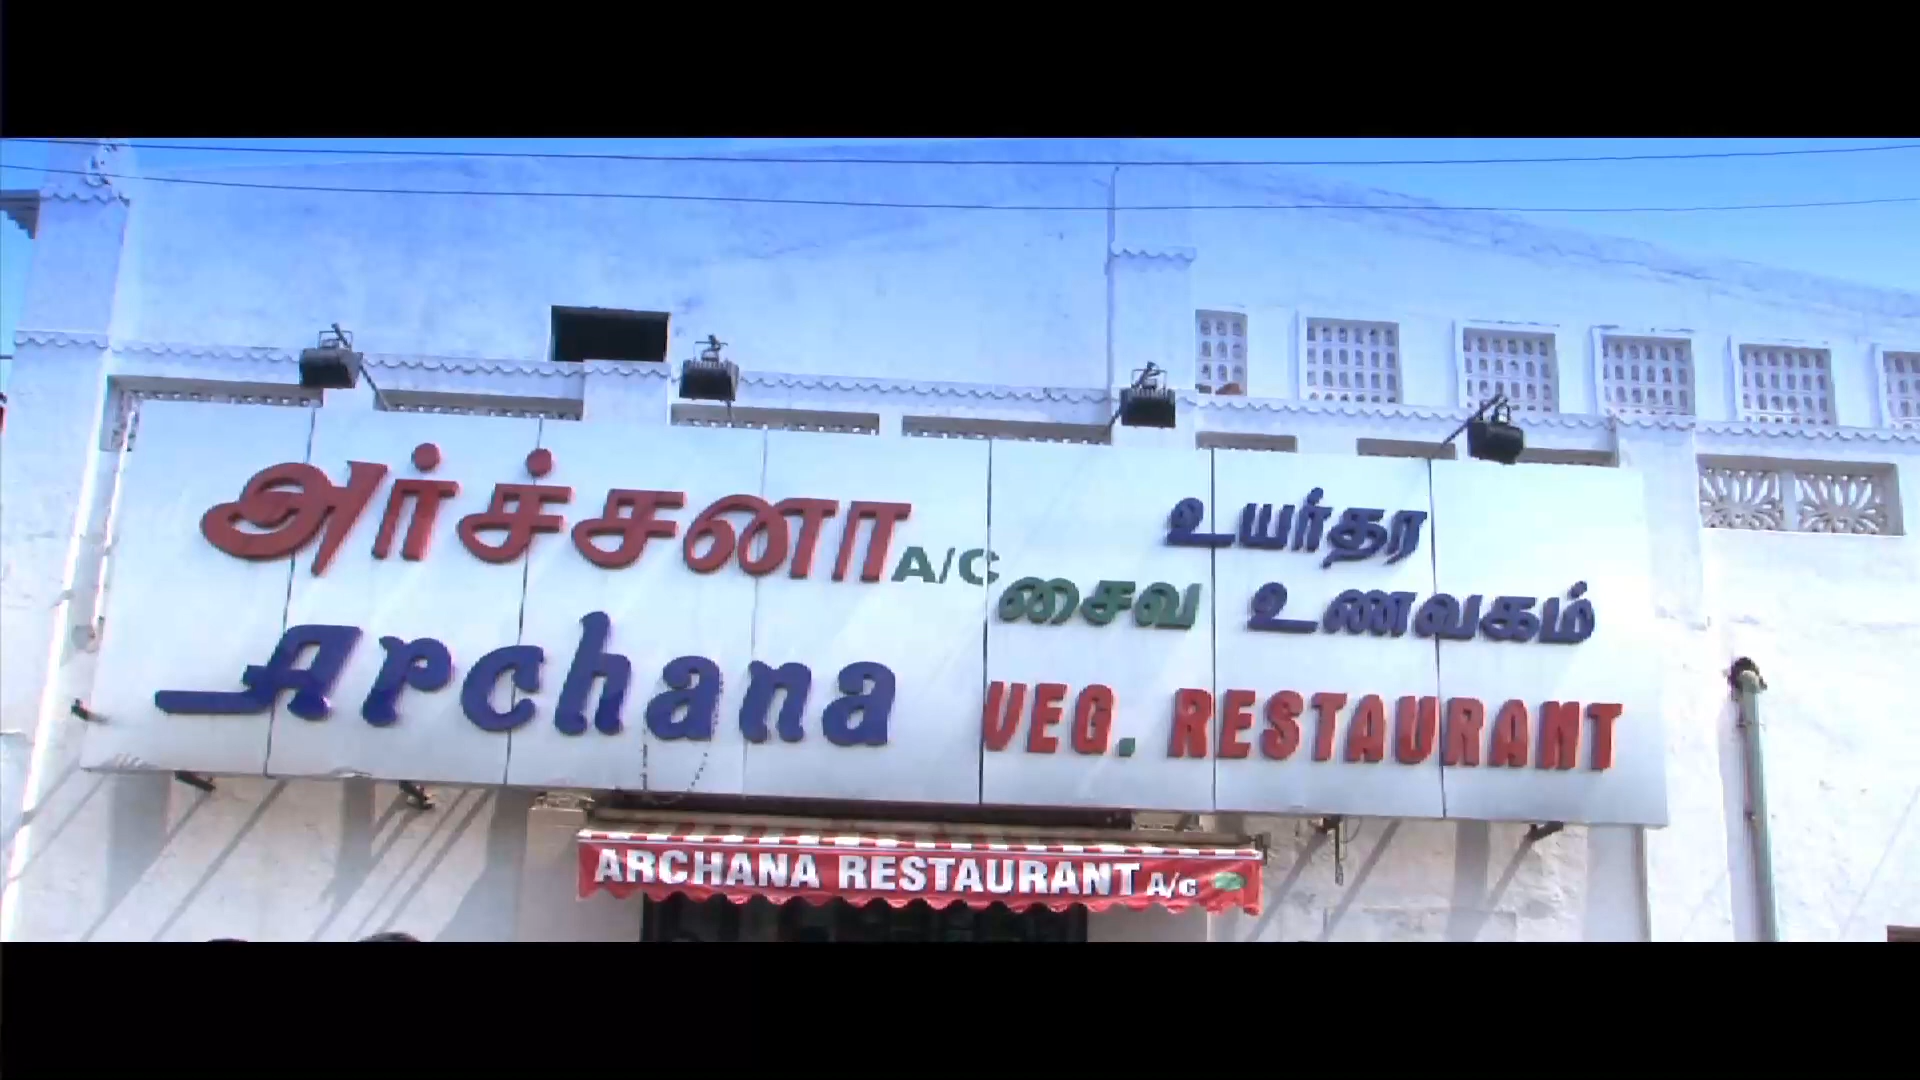 அர்ச்சனா A/C
உயர்தர
சைவ உணவகம்
Archana
VEG. RESTAURANT
ARCHANA RESTAURANT A/C